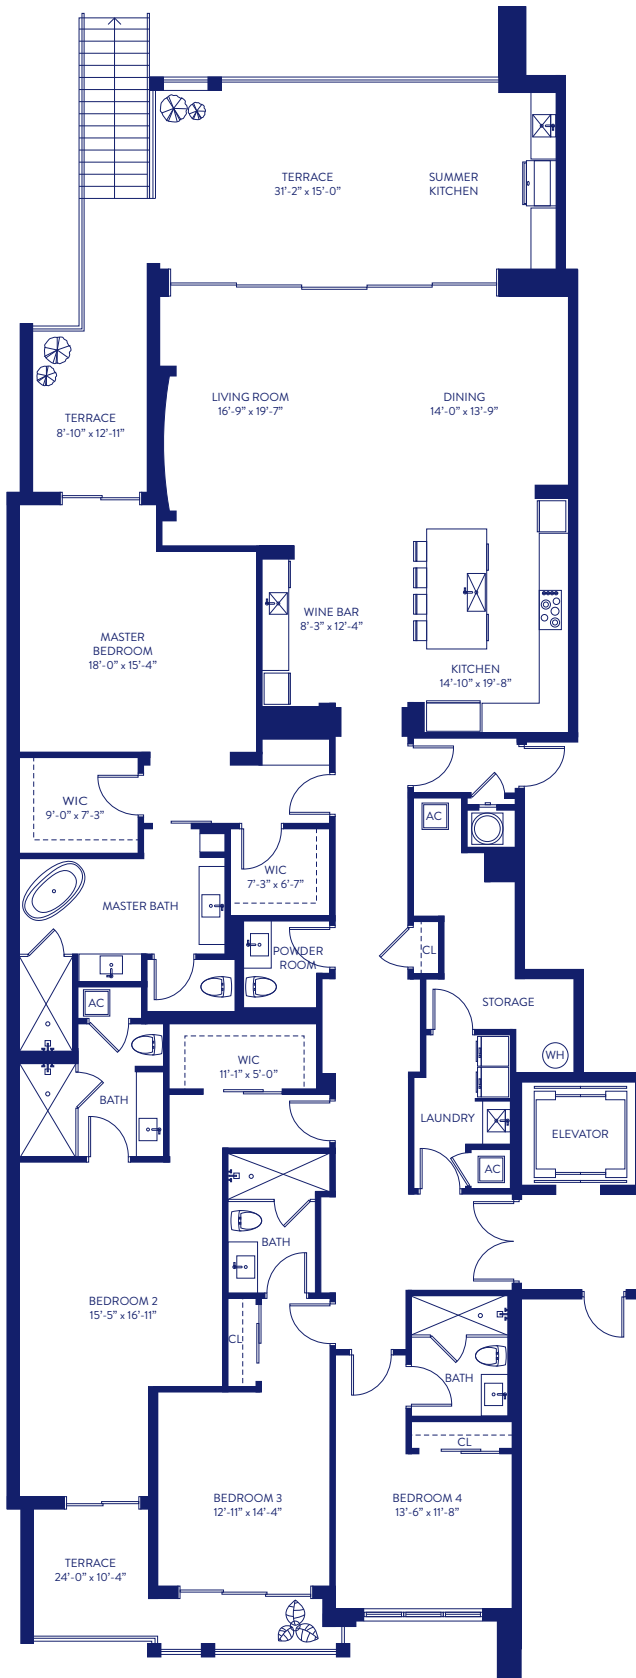 TERRACE
31'-2" x 15'-0"
SUMMER
KITCHEN
LIVING ROOM
16'-9" x 19'-7"
DINING
14'-0" x 13'-9"
TERRACE
8'-10" x 12'-11"
WINE BAR
8'-3" x 12'-4"
MASTER
BEDROOM
18'-0" x 15'-4"
KITCHEN
14'-10" x 19'-8"
WIC
9'-0" x 7'-3"
AC
WIC
7'-3" x 6'-7"
MASTER BATH
POWDER
ROOM
CL
AC
STORAGE
WIC
11'-1" x 5'-0"
WH
BATH
LAUNDRY
ELEVATOR
AC
BATH
BEDROOM 2
15'-5" x 16'-11"
CL
BATH
CL
BEDROOM 3
12'-11" x 14'-4"
BEDROOM 4
13'-6" x 11'-8"
TERRACE
24'-0" x 10'-4"